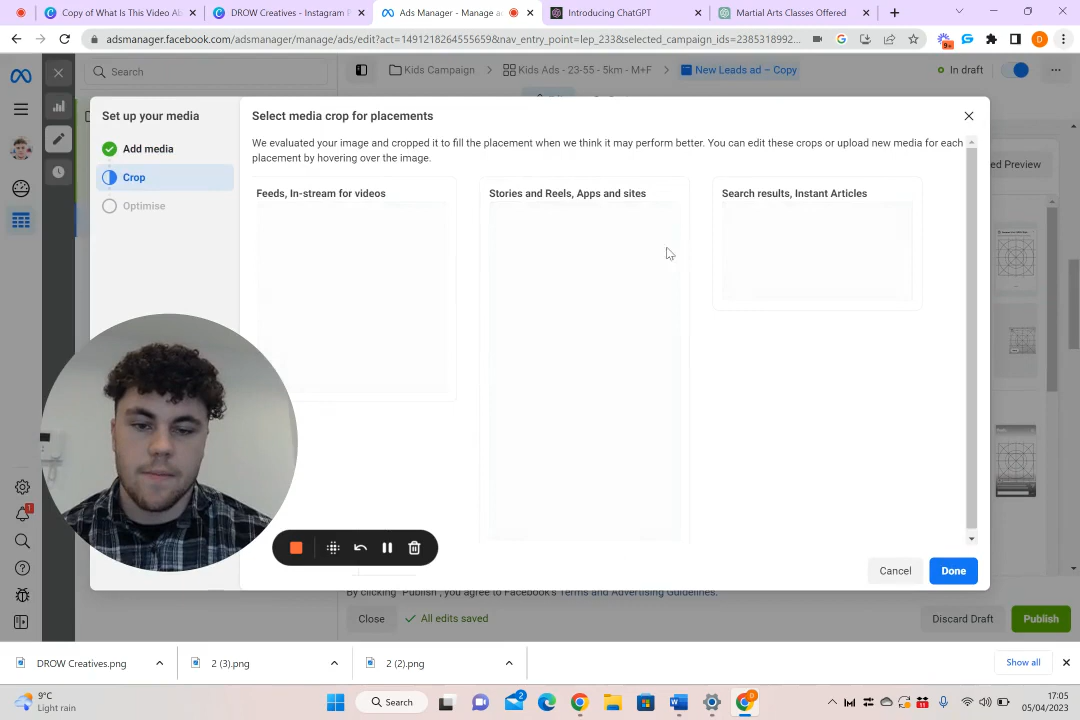 Copy of What Is This Video Ab
DROW Creatives - Instagram P
Ads Manager - Manage a
Introducing ChatGPT
Martial Arts Classes Offered
adsmanager.facebook.com/adsmanager/manage/ads/edit?act=1491218264555659&nav_entry_point=lep_233&selected_campaign_ids=2385318992...
9+
D
Search
Kids Campaign
Kids Ads - 23-55 - 5km - M+F
New Leads ad – Copy
In draft
Set up your media
Add media
Crop
Optimise
Select media crop for placements
We evaluated your image and cropped it to fill the placement when we think it may perform better. You can edit these crops or upload new media for each
placement by hovering over the image.
Feeds, In-stream for videos
Stories and Reels, Apps and sites
Search results, Instant Articles
ed Preview
Cancel
Done
By clicking "Publish", you agree to Facebook's Terms and Advertising Guidelines.
Close
All edits saved
Discard Draft
Publish
1
DROW Creatives.png
2 (3).png
2 (2).png
Show all
9°C
Light rain
Search
2
0
17:05
05/04/2023